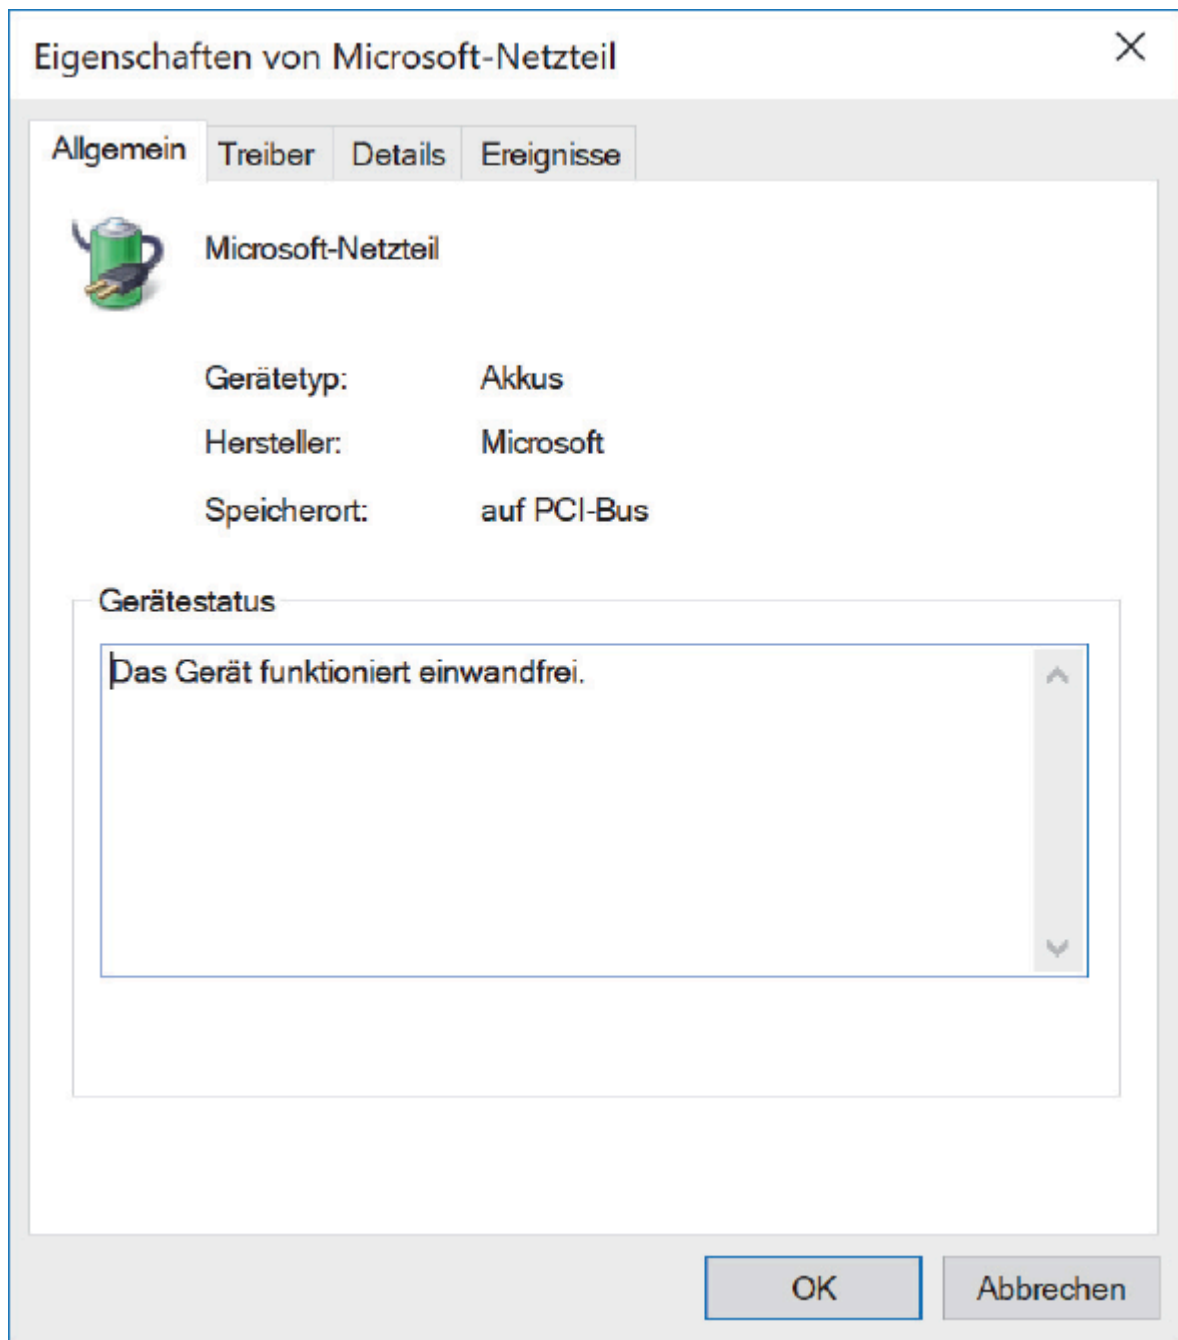 Eigenschaften von Microsoft-Netzteil
Allgemein Treiber Details Ereignisse
Microsoft-Netzteil
Gerätetyp: Akkus
Hersteller: Microsoft
Speicherort: auf PCI-Bus
Gerätestatus
Das Gerät funktioniert einwandfrei.
OK Abbrechen